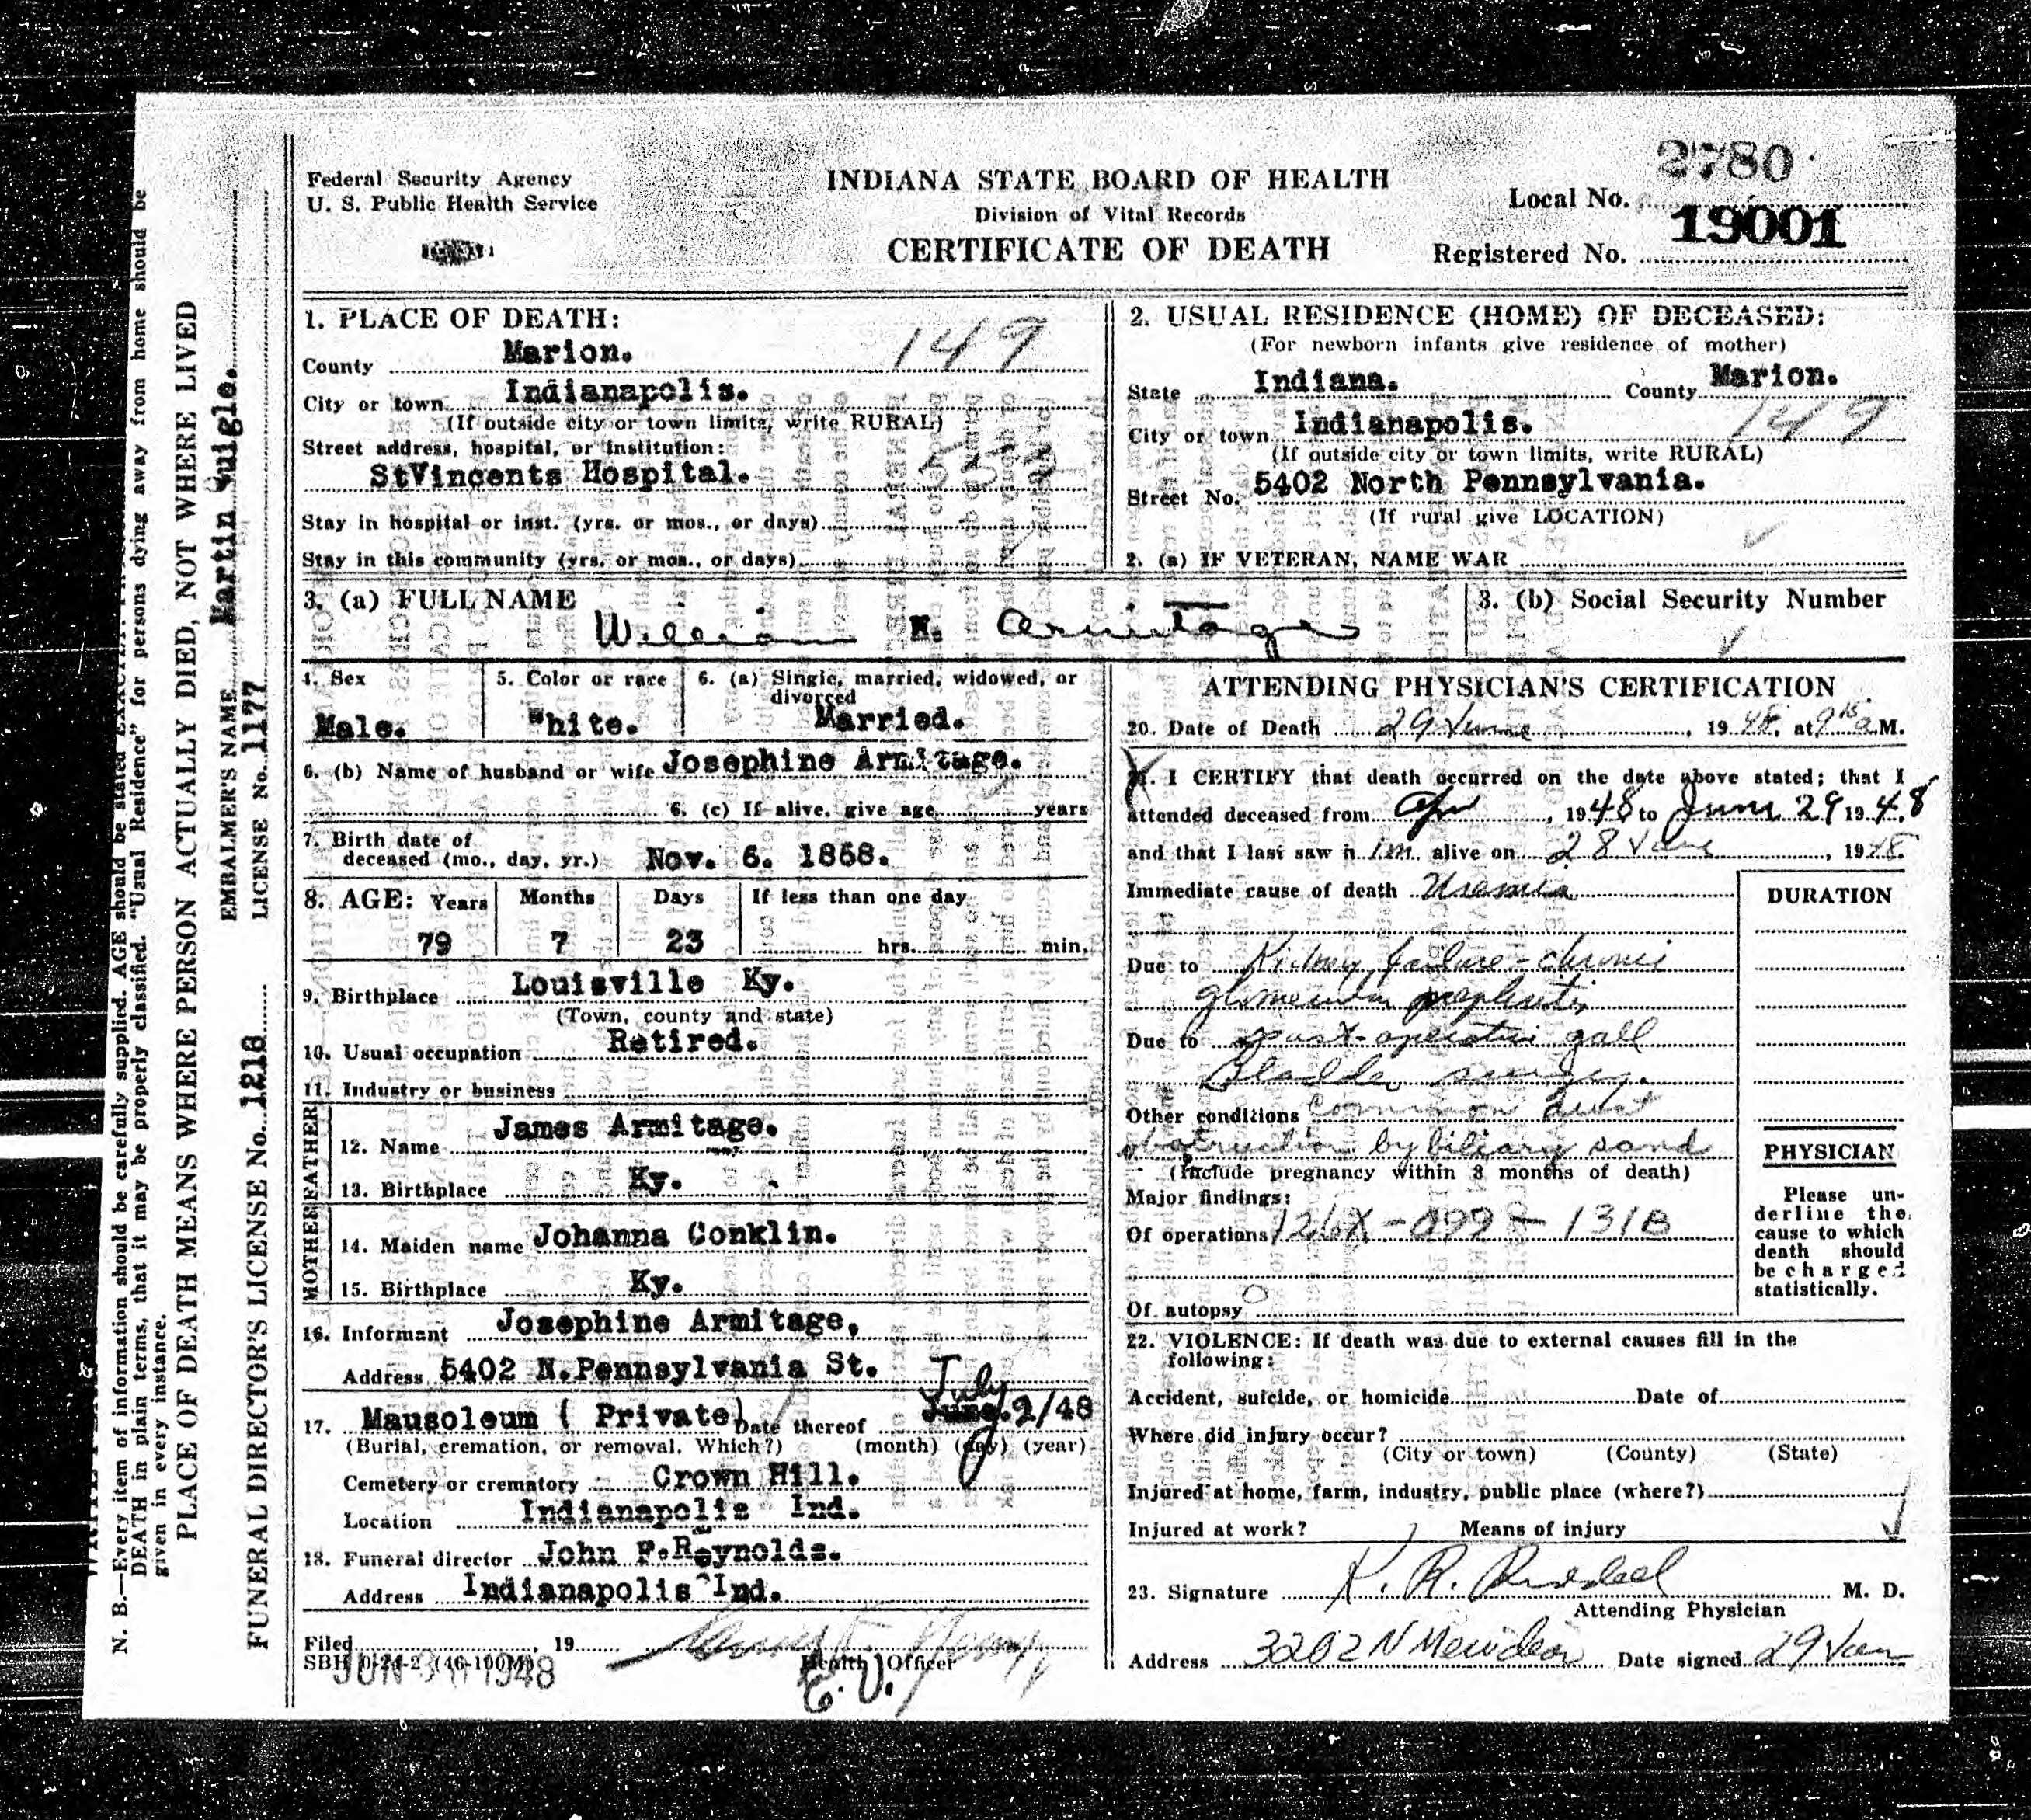 Federal Security Agency
U. S. Public Health Service
INDIANA STATE BOARD OF HEALTH
Division of Vital Records
CERTIFICATE OF DEATH
2780
Local No.
19001
Registered No.
1. PLACE OF DEATH:
149
County Marion.
City or town Indianapolis.
(If outside city or town limits, write RURAL)
Street address, hospital, or institution:
StVincents Hospital.
Stay in hospital or inst. (yrs. or mos., or days)
Stay in this community (yrs. or mos., or days)
2. USUAL RESIDENCE (HOME) OF DECEASED:
(For newborn infants give residence of mother)
State Indiana. County Marion.
City or town Indianapolis. 149
(If outside city or town limits, write RURAL)
Street No. 5402 North Pennsylvania.
(If rural give LOCATION)
2. (a) IF VETERAN, NAME WAR
3. (a) FULL NAME
William H. Armitage
3. (b) Social Security Number
4. Sex
Male.
5. Color or race
White.
6. (a) Single, married, widowed, or
divorced
Married.
6. (b) Name of husband or wife Josephine Armitage.
6. (c) If alive, give age years
7. Birth date of
deceased (mo., day, yr.) Nov. 6. 1868.
8. AGE: Years Months Days If less than one day
79 7 23 hrs. min.
9. Birthplace Louisville Ky.
(Town, county and state)
10. Usual occupation Retired.
11. Industry or business
FATHER
12. Name James Armitage.
13. Birthplace Ky.
MOTHER
14. Maiden name Johanna Conklin.
15. Birthplace Ky.
16. Informant Josephine Armitage,
Address 5402 N.Pennsylvania St.
July
17. Mausoleum ( Private) Date thereof June.2/48
(Burial, cremation, or removal. Which?) (month) (day) (year)
Cemetery or crematory Crown Hill.
Location Indianapolis Ind.
18. Funeral director John F.Reynolds.
Address Indianapolis Ind.
Filed , 19
SBH 10-24-2 (46-100M)
JUN 30 1948
Health Officer
ATTENDING PHYSICIAN'S CERTIFICATION
20. Date of Death 29 June, 1948, at 9 15 a M.
21. I CERTIFY that death occurred on the date above stated; that I
attended deceased from Apr, 1948 to June 29 1948
and that I last saw h im alive on 28 June, 1948.
Immediate cause of death Uremia
DURATION
Due to Kidney failure - chronic
glomerular nephritis
Due to post-operative gall
Bladder surgery.
Other conditions Common duct
obstruction by biliary sand
(Include pregnancy within 3 months of death)
Major findings:
Of operations 126X - 099 - 131B
Of autopsy
PHYSICIAN
Please un-
derline the
cause to which
death should
be charged
statistically.
22. VIOLENCE: If death was due to external causes fill in the
following:
Accident, suicide, or homicide Date of
Where did injury occur?
(City or town) (County) (State)
Injured at home, farm, industry, public place (where?)
Injured at work? Means of injury
23. Signature K. R. M. D.
Attending Physician
Address 3202 N Meridian Date signed 29 Jun
N. B.—Every item of information should be carefully supplied. AGE should be stated EXACTLY.
DEATH in plain terms, that it may be properly classified. "Usual Residence" for persons dying away from home should be
given in every instance.
PLACE OF DEATH MEANS WHERE PERSON ACTUALLY DIED, NOT WHERE LIVED
EMBALMER'S NAME Martin Quigle.
FUNERAL DIRECTOR'S LICENSE No. 1218 LICENSE No. 1177